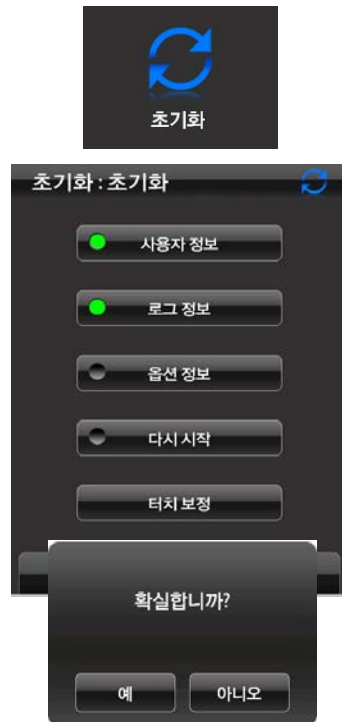 초기화
초기화 : 초기화
사용자 정보
로그 정보
옵션 정보
다시 시작
터치 보정
확실합니까?
예
아니오